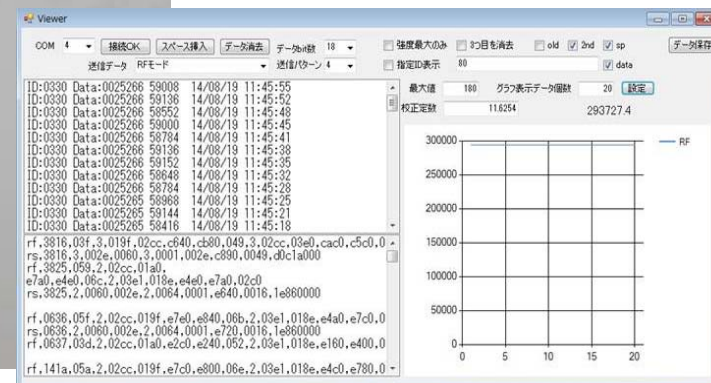 Viewer
COM 4 接続OK スペース挿入 データ消去 データbit数 18 強度最大のみ 3つ目を消去 old 2nd sp データ保存
送信データ RFモード 送信パターン 4 指定ID表示 80 data
ID:0330 Data:0025266 59008 14/08/19 11:45:55
ID:0330 Data:0025266 59136 14/08/19 11:45:52
ID:0330 Data:0025266 58552 14/08/19 11:45:48
ID:0330 Data:0025266 59000 14/08/19 11:45:45
ID:0330 Data:0025266 58784 14/08/19 11:45:41
ID:0330 Data:0025266 59136 14/08/19 11:45:38
ID:0330 Data:0025266 59152 14/08/19 11:45:35
ID:0330 Data:0025266 58648 14/08/19 11:45:32
ID:0330 Data:0025266 58784 14/08/19 11:45:28
ID:0330 Data:0025265 58968 14/08/19 11:45:25
ID:0330 Data:0025265 59144 14/08/19 11:45:21
ID:0330 Data:0025265 58416 14/08/19 11:45:18
rf,3816,03f,3,019f,02cc,c640,cb80,049,3,02cc,03e0,cac0,c5c0,0
rs,3816,3,002e,0060,3,0001,002e,c890,0049,d0c1a000
rf,3825,059,2,02cc,01a0,
e7a0,e4e0,06c,2,03e1,018e,e4e0,e7a0,02c0
rs,3825,2,0060,002e,2,0064,0001,e640,0016,1e860000
rf,0636,05f,2,02cc,019f,e7e0,e840,06b,2,03e1,018e,e4a0,e7c0,0
rs,0636,2,0060,002e,2,0064,0001,e720,0016,1e860000
rf,0637,03d,2,02cc,01a0,e2c0,e240,052,2,03e1,018e,e160,e400,0
rf,141a,05a,2,02cc,019f,e7c0,e800,06e,2,03e1,018e,e4c0,e780,0
最大値 180 グラフ表示データ個数 20 設定
校正定数 11.6254 293727.4
300000
250000
200000
150000
100000
50000
0
0 5 10 15 20
RF